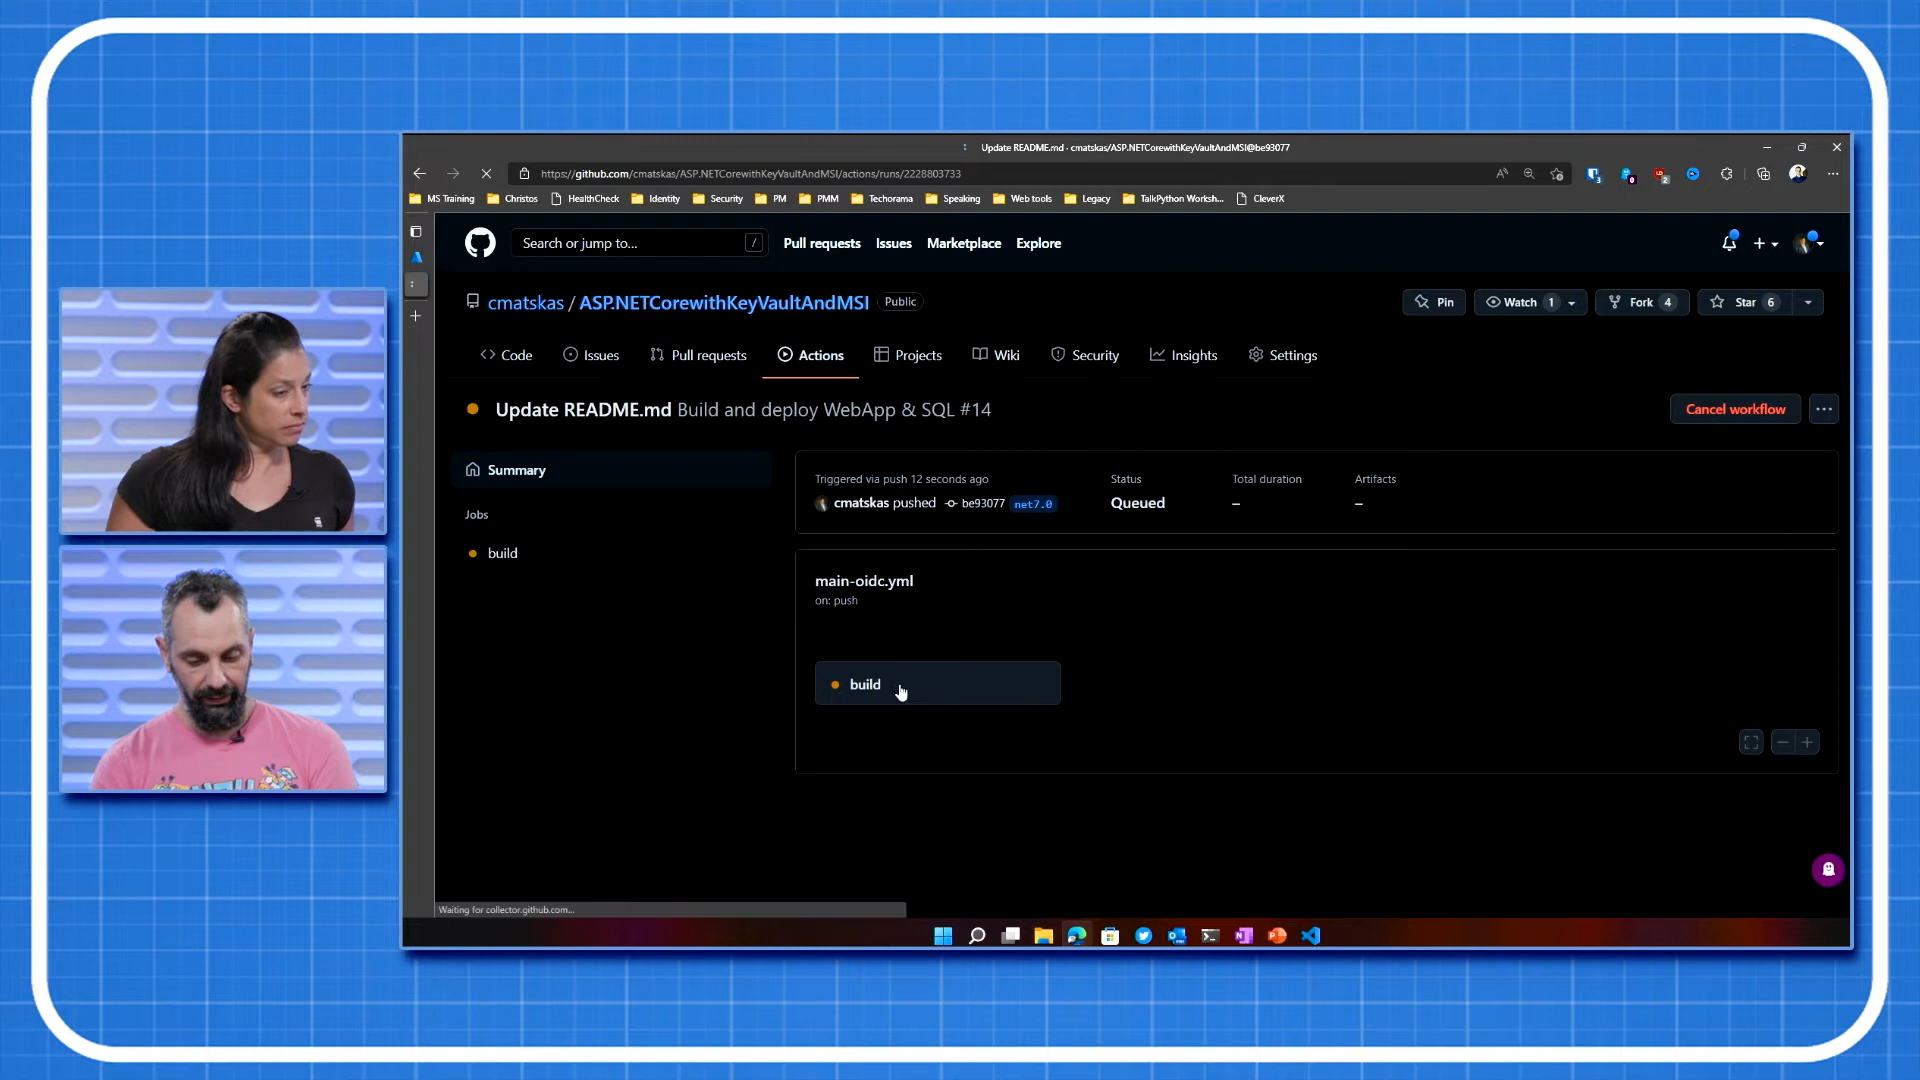 Update README.md · cmatskas/ASP.NETCorewithKeyVaultAndMSI@be93077
https://github.com/cmatskas/ASP.NETCorewithKeyVaultAndMSI/actions/runs/2228803733
MS Training Christos HealthCheck Identity Security PM PMM Techorama Speaking Web tools Legacy TalkPython Worksh... CleverX
Search or jump to... / Pull requests Issues Marketplace Explore
cmatskas / ASP.NETCorewithKeyVaultAndMSI Public Pin Watch 1 Fork 4 Star 6
Code Issues Pull requests Actions Projects Wiki Security Insights Settings
Update README.md Build and deploy WebApp & SQL #14 Cancel workflow
Summary
Jobs
build
Triggered via push 12 seconds ago Status Total duration Artifacts
cmatskas pushed be93077 net7.0 Queued – –
main-oidc.yml
on: push
build
Waiting for collector.github.com...